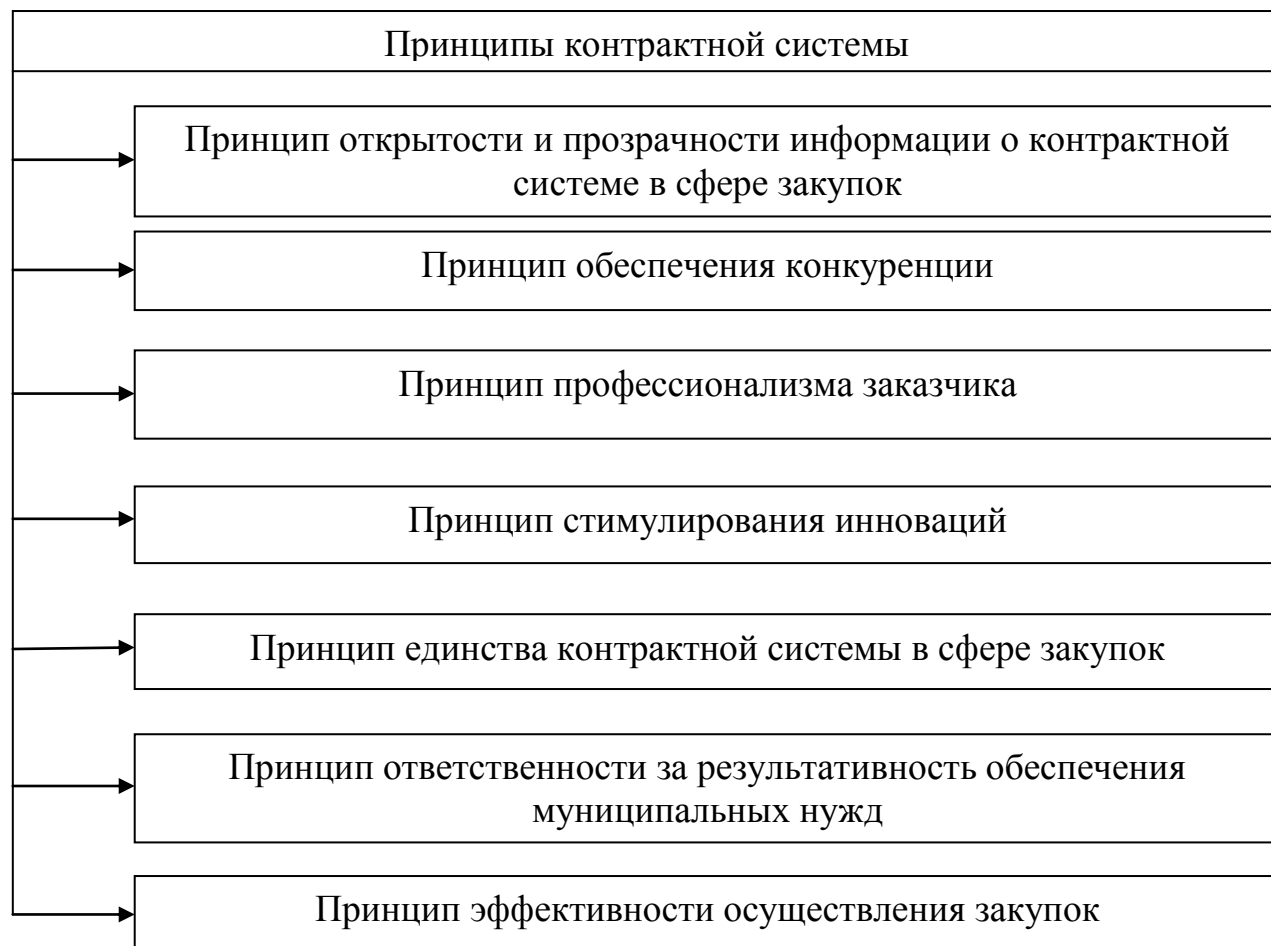 Принципы контрактной системы
Принцип открытости и прозрачности информации о контрактной
системе в сфере закупок
Принцип обеспечения конкуренции
Принцип профессионализма заказчика
Принцип стимулирования инноваций
Принцип единства контрактной системы в сфере закупок
Принцип ответственности за результативность обеспечения
муниципальных нужд
Принцип эффективности осуществления закупок